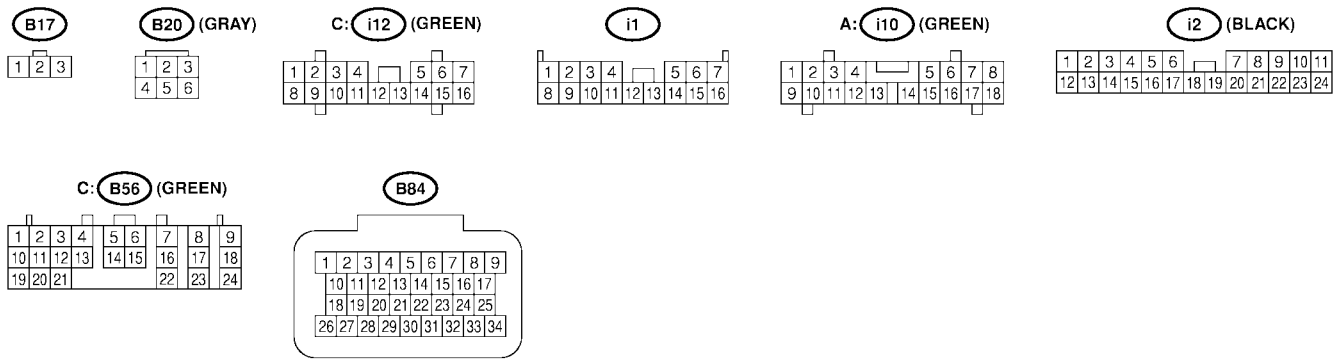 B17
B20 (GRAY)
C: i12 (GREEN)
i1
A: i10 (GREEN)
i2 (BLACK)
1 2 3
1 2 3
4 5 6
1 2 3 4 5 6 7
8 9 10 11 12 13 14 15 16
1 2 3 4 5 6 7
8 9 10 11 12 13 14 15 16
1 2 3 4 5 6 7 8
9 10 11 12 13 14 15 16 17 18
1 2 3 4 5 6 7 8 9 10 11
12 13 14 15 16 17 18 19 20 21 22 23 24
C: B56 (GREEN)
B84
1 2 3 4 5 6 7 8 9
10 11 12 13 14 15 16 17 18
19 20 21 22 23 24
1 2 3 4 5 6 7 8 9
10 11 12 13 14 15 16 17
18 19 20 21 22 23 24 25
26 27 28 29 30 31 32 33 34